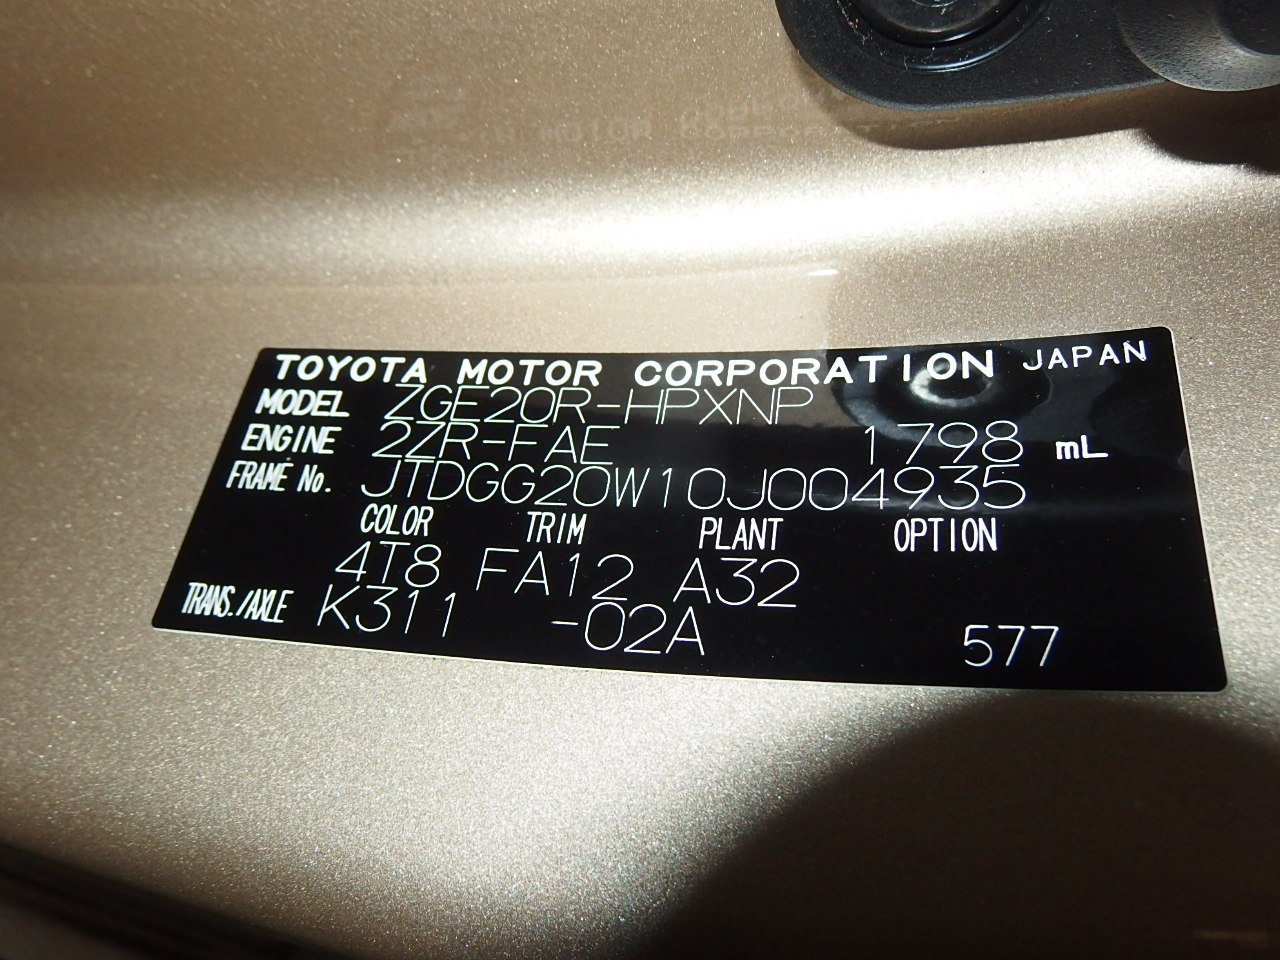 TOYOTA MOTOR CORPORATION JAPAN
MODEL ZGE20R-HPXNP
ENGINE 2ZR-FAE 1798 mL
FRAME No. JTDGG20W10J004935
COLOR TRIM PLANT OPTION
4T8 FA12 A32
TRANS./AXLE K311 -02A 577